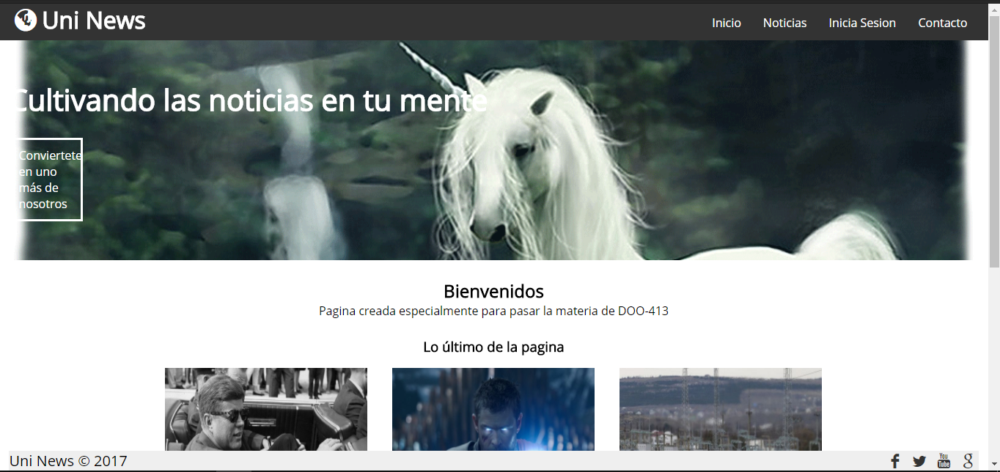 Uni News
Inicio Noticias Inicia Sesion Contacto
Cultivando las noticias en tu mente
Conviertete
en uno
más de
nosotros
Bienvenidos
Pagina creada especialmente para pasar la materia de DOO-413
Lo último de la pagina
Uni News © 2017
You
Tube